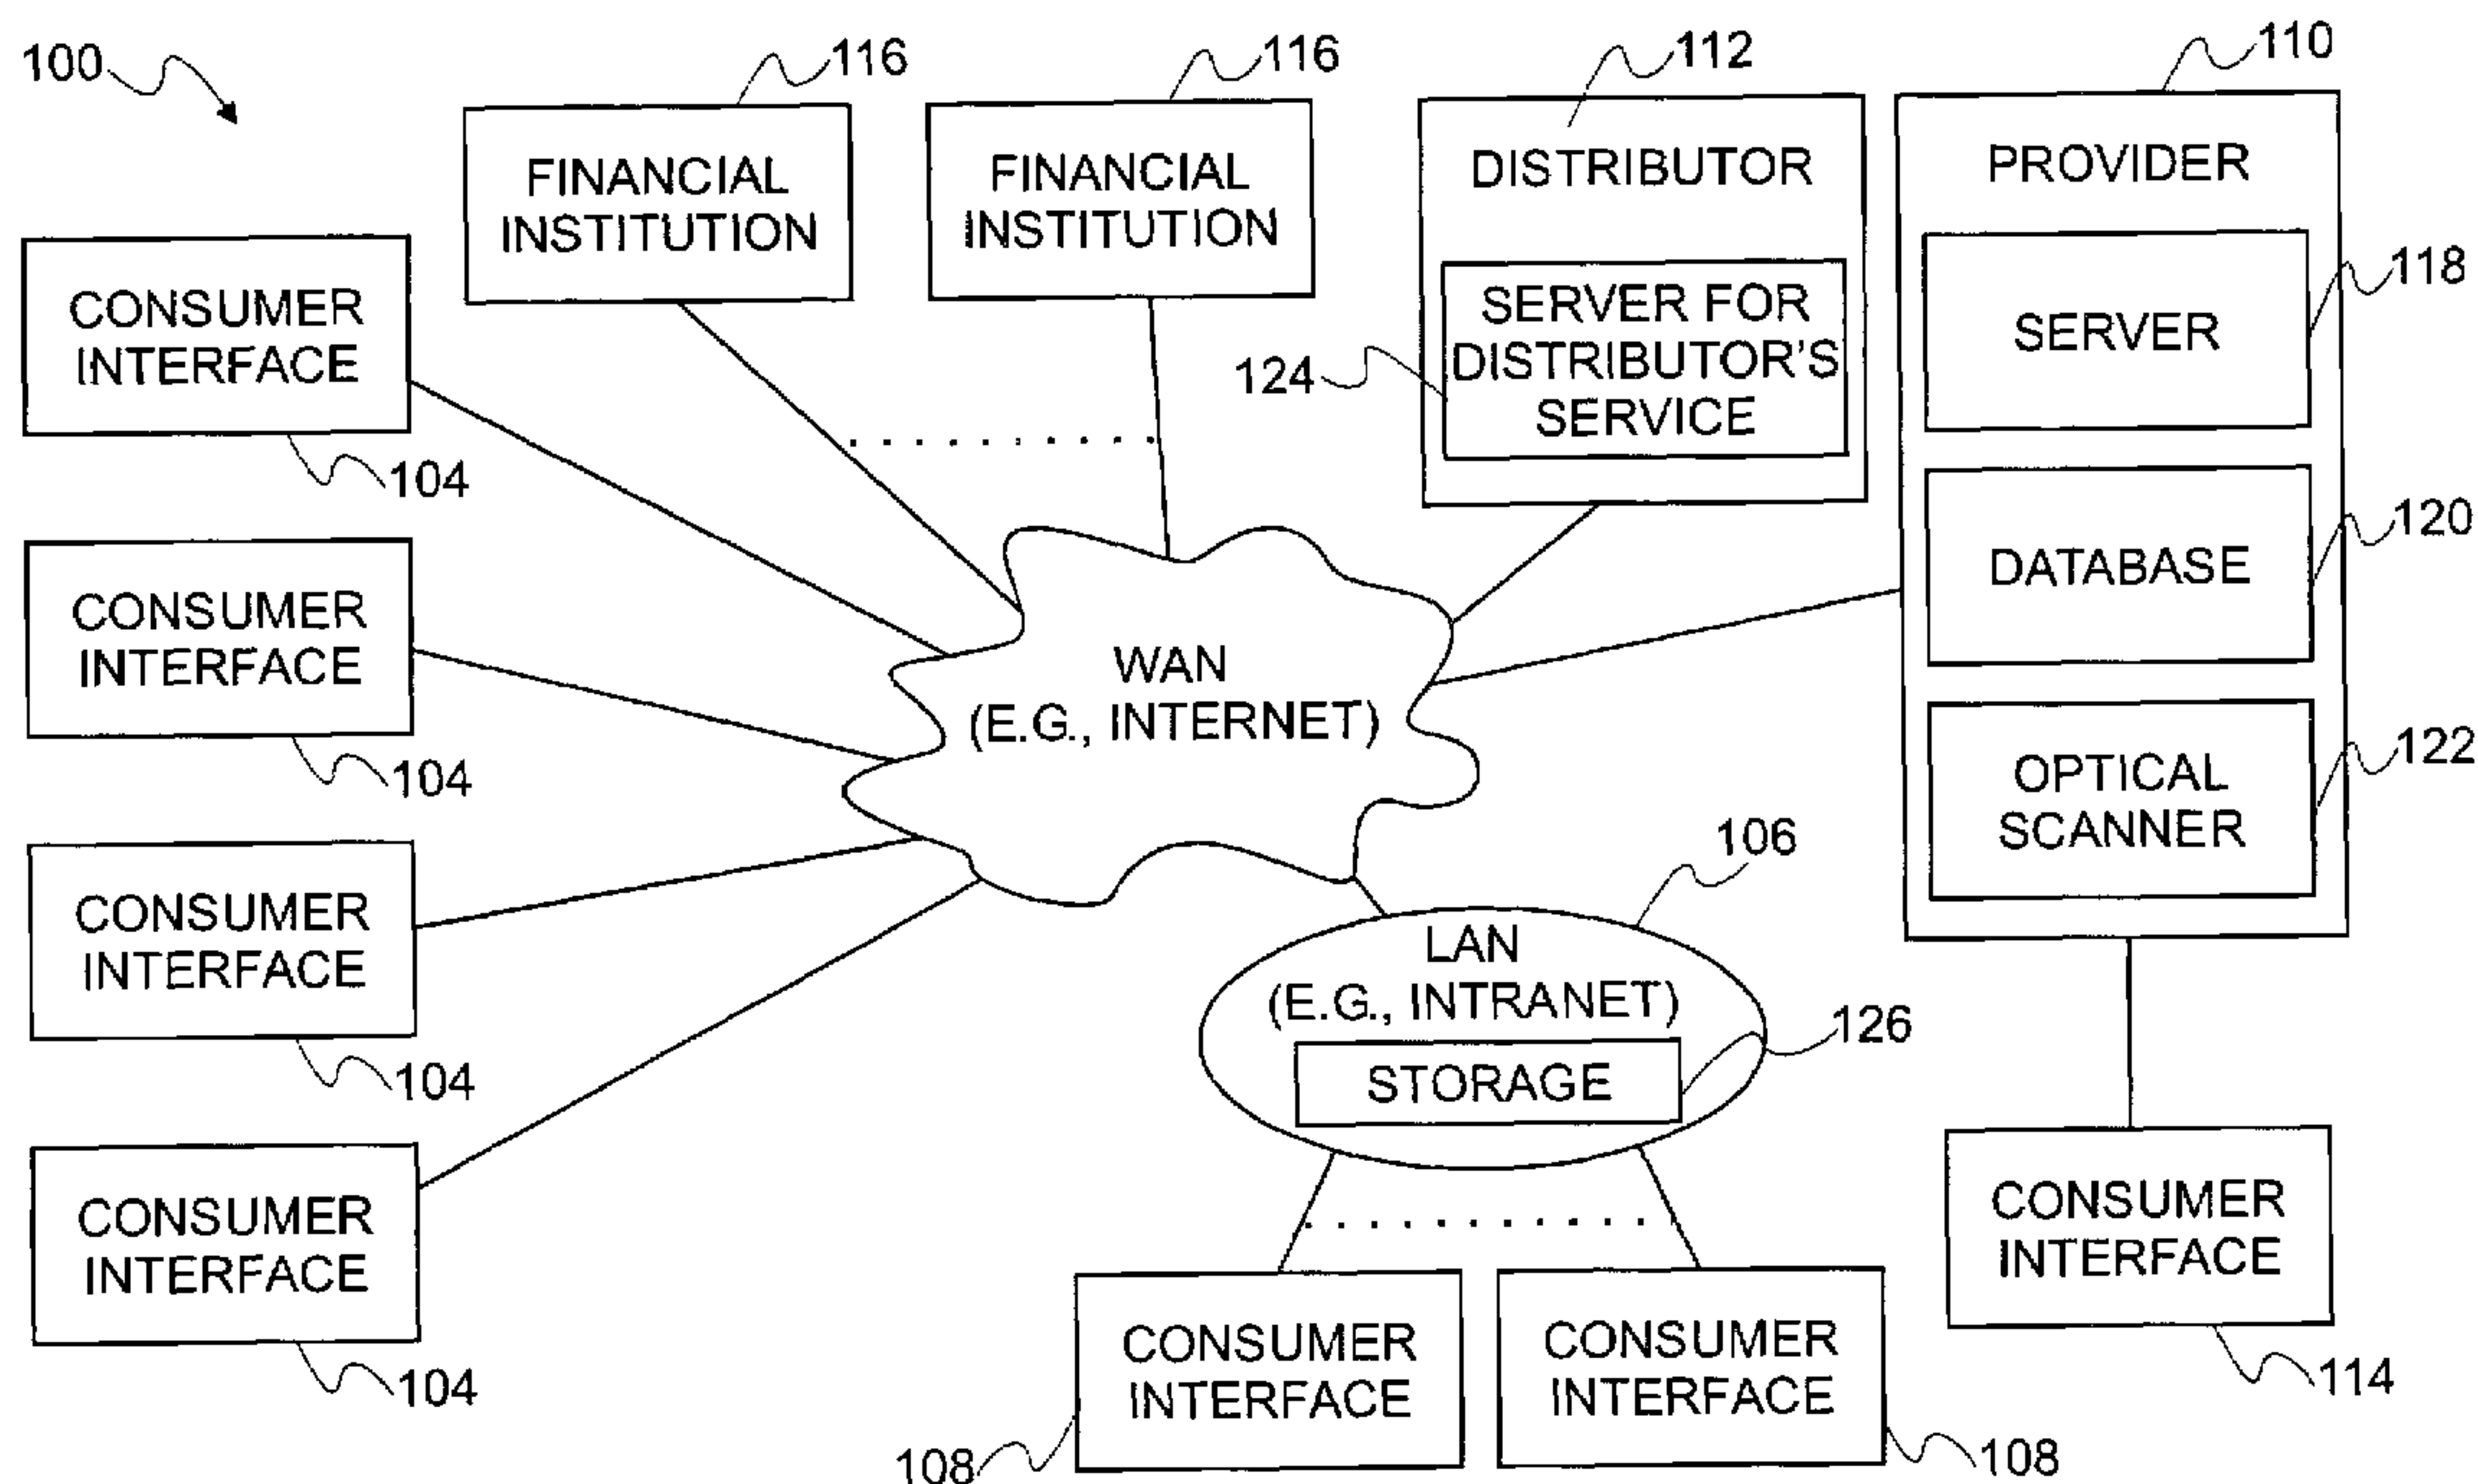 100
116
116
112
110
FINANCIAL
INSTITUTION
FINANCIAL
INSTITUTION
DISTRIBUTOR
SERVER FOR
DISTRIBUTOR'S
SERVICE
124
PROVIDER
SERVER
118
DATABASE
120
OPTICAL
SCANNER
122
CONSUMER
INTERFACE
104
CONSUMER
INTERFACE
104
CONSUMER
INTERFACE
104
CONSUMER
INTERFACE
104
WAN
(E.G., INTERNET)
106
LAN
(E.G., INTRANET)
STORAGE
126
CONSUMER
INTERFACE
108
CONSUMER
INTERFACE
108
CONSUMER
INTERFACE
114